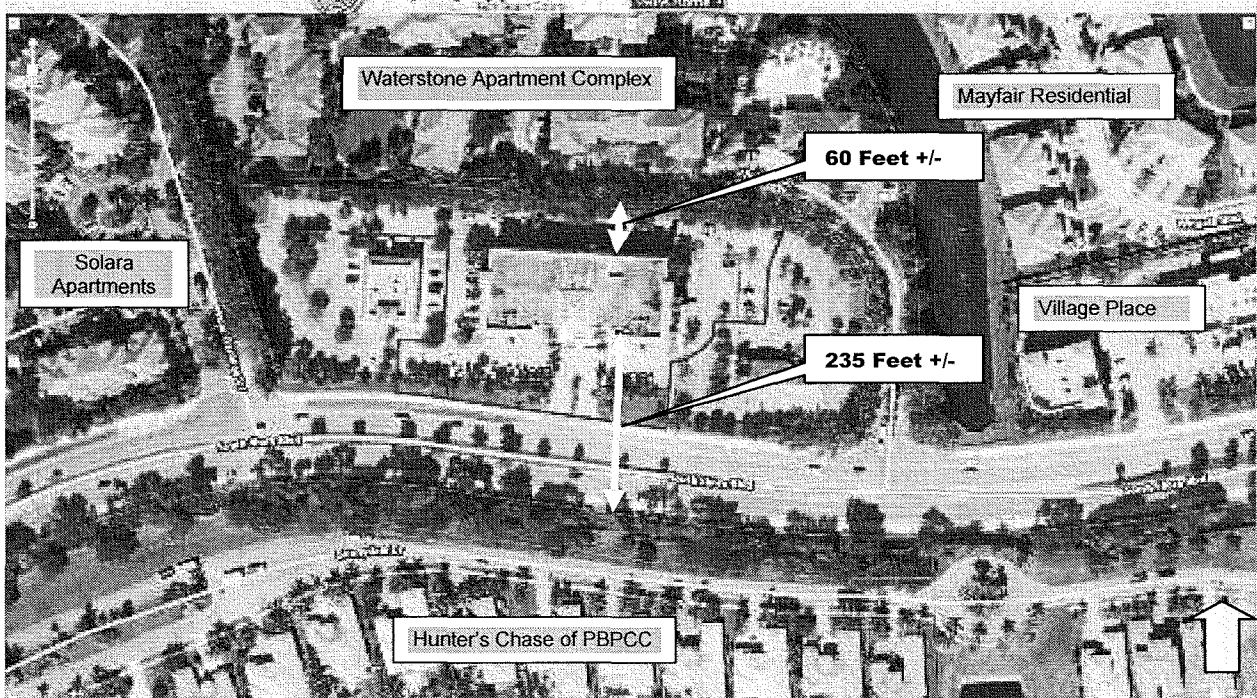 Waterstone Apartment Complex
Mayfair Residential
60 Feet +/-
Solara
Apartments
Village Place
235 Feet +/-
Hunter's Chase of PBPCC